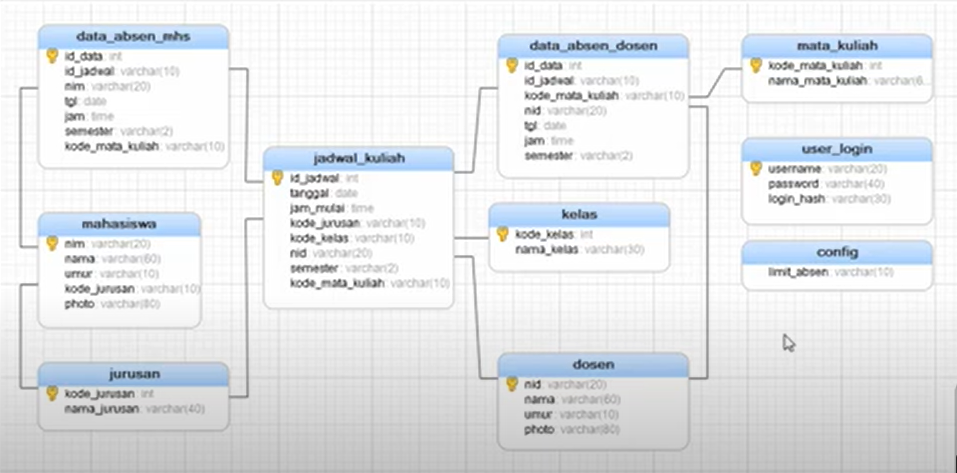 data_absen_mhs
id_data: int
id_jadwal: varchar(10)
nim: varchar(20)
tgl: date
jam: time
semester: varchar(2)
kode_mata_kuliah: varchar(10)
mahasiswa
nim: varchar(20)
nama: varchar(60)
umur: varchar(10)
kode_jurusan: varchar(10)
photo: varchar(80)
jurusan
kode_jurusan: int
nama_jurusan: varchar(40)
jadwal_kuliah
id_jadwal: int
tanggal: date
jam_mulai: time
kode_jurusan: varchar(10)
kode_kelas: varchar(10)
nid: varchar(20)
semester: varchar(2)
kode_mata_kuliah: varchar(10)
data_absen_dosen
id_data: int
id_jadwal: varchar(10)
kode_mata_kuliah: varchar(10)
nid: varchar(20)
tgl: date
jam: time
semester: varchar(2)
kelas
kode_kelas: int
nama_kelas: varchar(30)
dosen
nid: varchar(20)
nama: varchar(60)
umur: varchar(10)
photo: varchar(80)
mata_kuliah
kode_mata_kuliah: int
nama_mata_kuliah: varchar(6...
user_login
username: varchar(20)
password: varchar(40)
login_hash: varchar(30)
config
limit_absen: varchar(10)